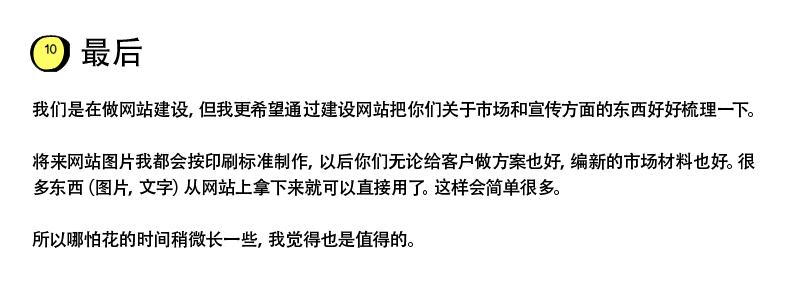 10 最后
我们是在做网站建设, 但我更希望通过建设网站把你们关于市场和宣传方面的东西好好梳理一下。
将来网站图片我都会按印刷标准制作, 以后你们无论给客户做方案也好, 编新的市场材料也好。很
多东西 (图片, 文字) 从网站上拿下来就可以直接用了。这样会简单很多。
所以哪怕花的时间稍微长一些, 我觉得也是值得的。